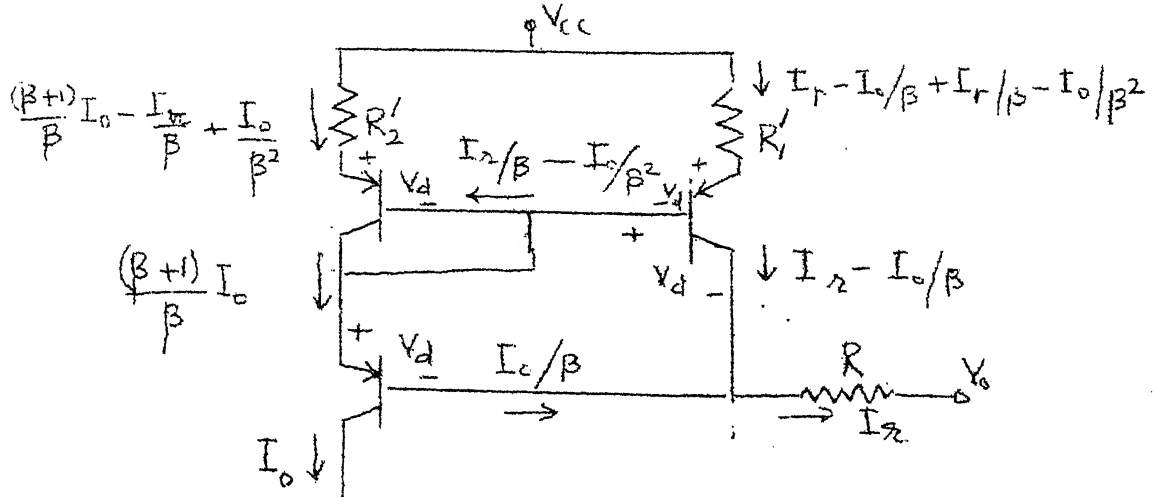 Vcc
(β+1)/β I₀ - Iᵣ/β + I₀/β²
Iᵣ - I₀/β + Iᵣ/β - I₀/β²
R₂'
R₁'
+
Iᵣ/β - I₀/β²
+
Vd
-
-
Vd
+
(β+1)/β I₀
Vd
-
Iᵣ - I₀/β
+
Vd
-
I₀/β
R
V₀
Iᵣ
I₀